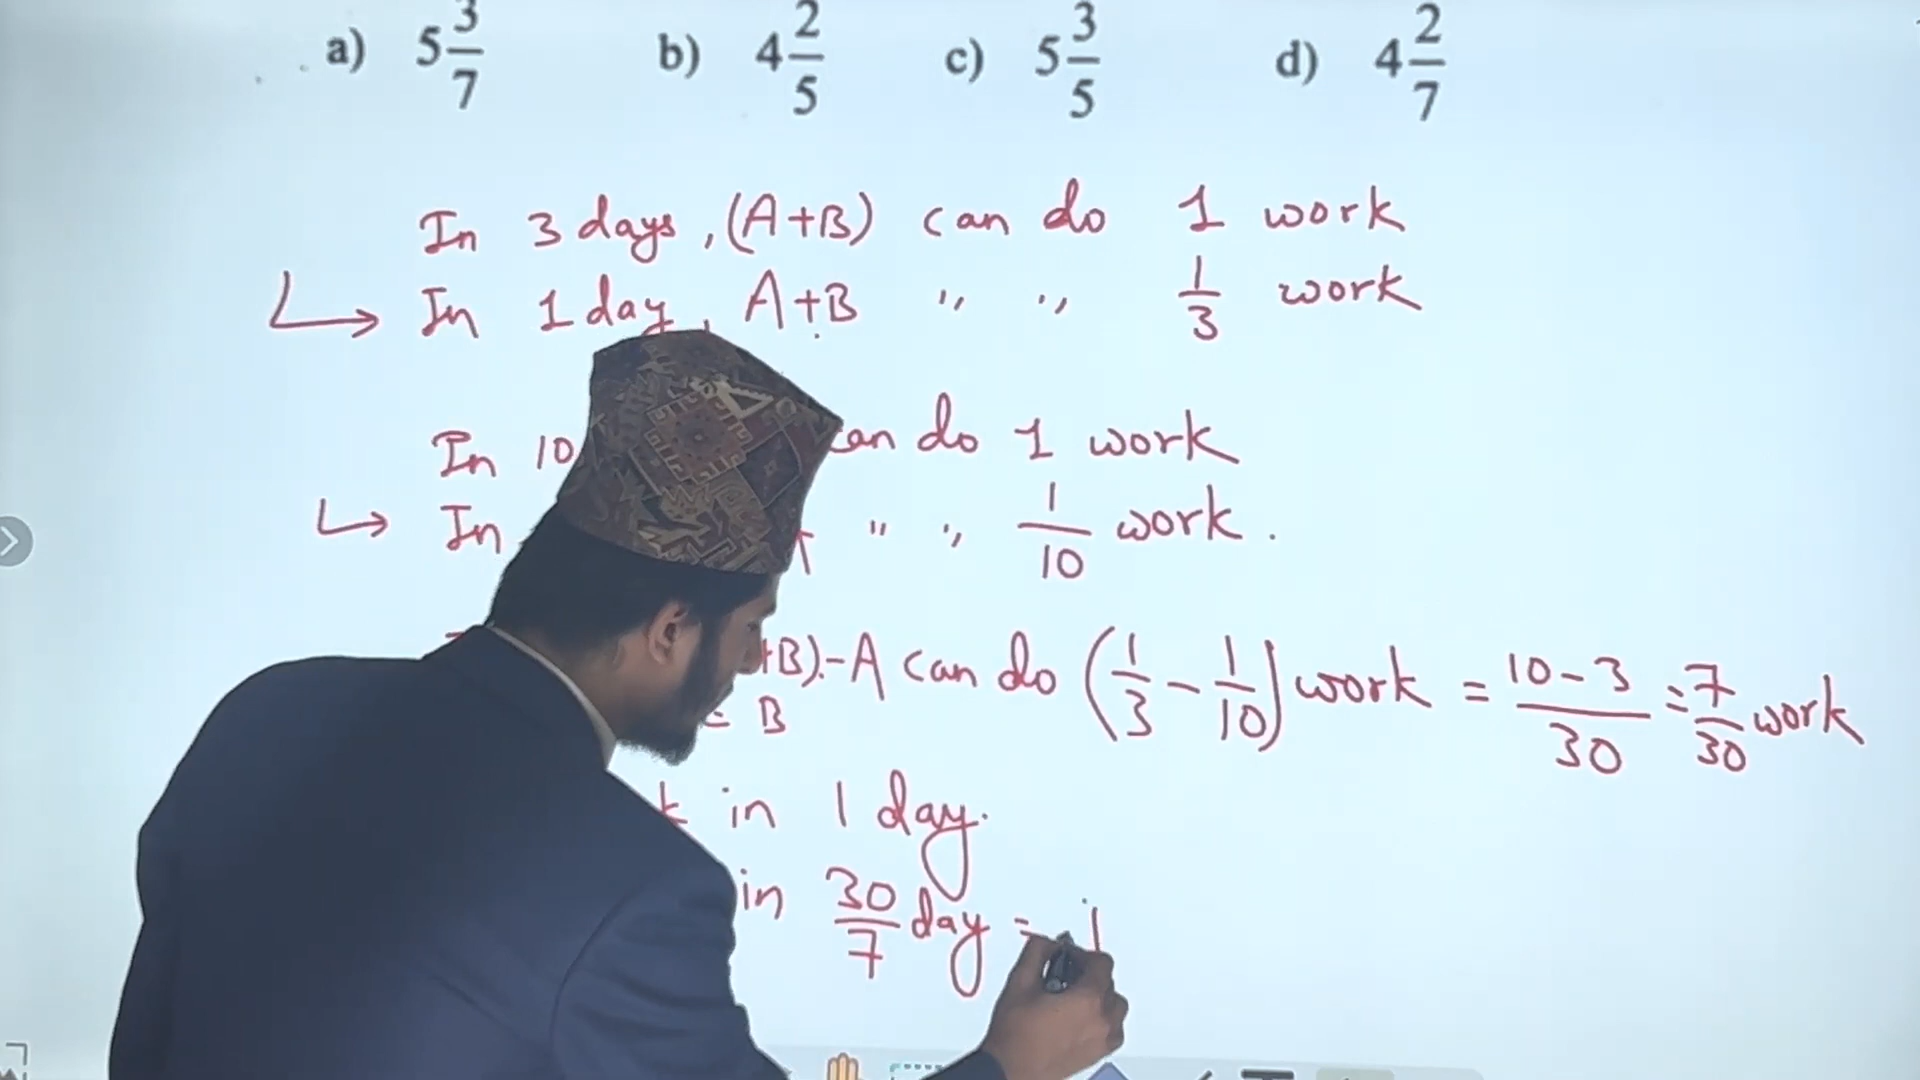 a) 5 3/7 b) 4 2/5 c) 5 3/5 d) 4 2/7
In 3 days, (A+B) can do 1 work
In 1 day, A+B " " 1/3 work
In 10 can do 1 work
In " " 1/10 work.
+B).-A can do (1/3 - 1/10) work = 10-3/30 = 7/30 work
= B
in 1 day.
in 30/7 day =